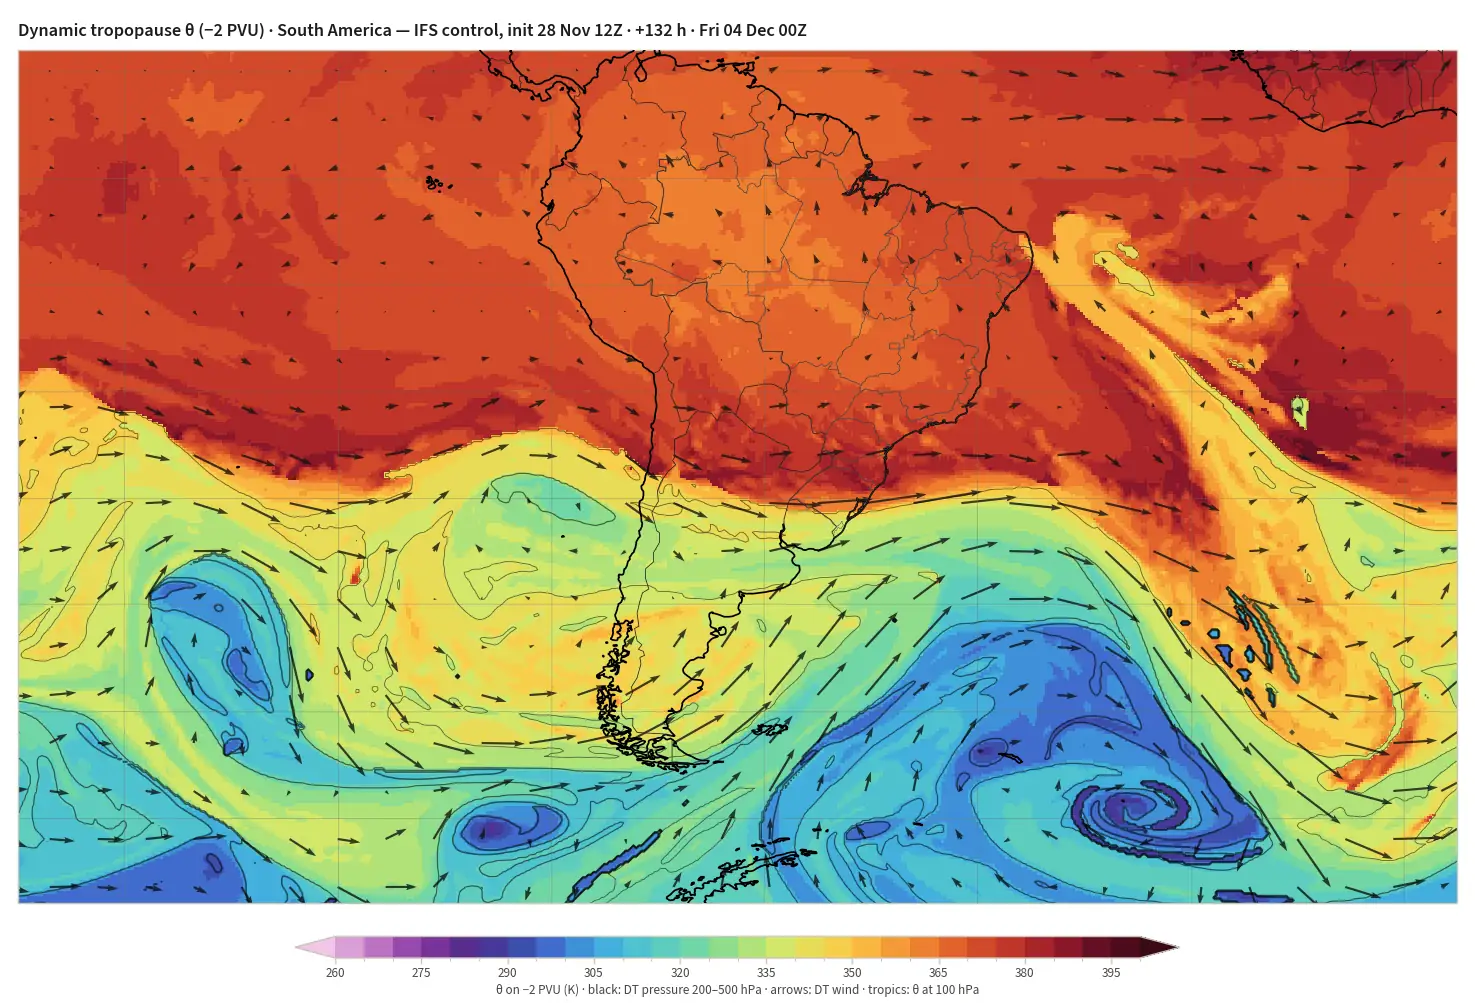 Dynamic tropopause θ (−2 PVU) · South America — IFS control, init 28 Nov 12Z · +132 h · Fri 04 Dec 00Z
260 275 290 305 320 335 350 365 380 395
θ on −2 PVU (K) · black: DT pressure 200–500 hPa · arrows: DT wind · tropics: θ at 100 hPa